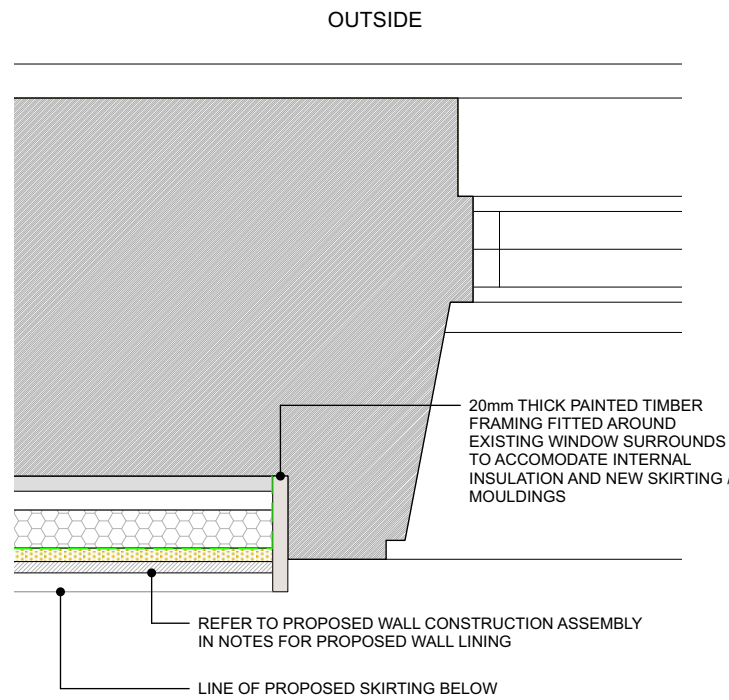 OUTSIDE
20mm THICK PAINTED TIMBER
FRAMING FITTED AROUND
EXISTING WINDOW SURROUNDS
TO ACCOMODATE INTERNAL
INSULATION AND NEW SKIRTING /
MOULDINGS
REFER TO PROPOSED WALL CONSTRUCTION ASSEMBLY
IN NOTES FOR PROPOSED WALL LINING
LINE OF PROPOSED SKIRTING BELOW